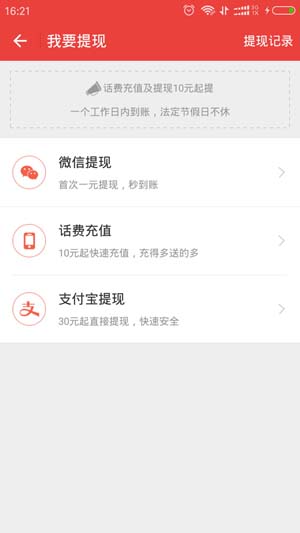 16:21
3G
1X
我要提现
提现记录
话费充值及提现10元起提
一个工作日内到账，法定节假日不休
微信提现
首次一元提现，秒到账
话费充值
10元起快速充值，充得多送的多
支
支付宝提现
30元起直接提现，快速安全